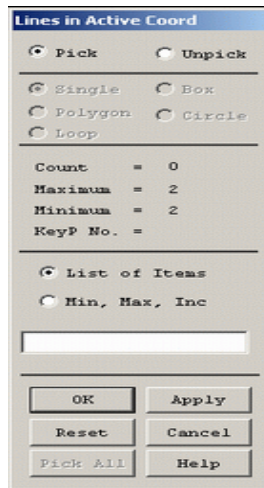 Lines in Active Coord
Pick Unpick
Single Box
Polygon Circle
Loop
Count = 0
Maximum = 2
Minimum = 2
KeyP No. =
List of Items
Min, Max, Inc
OK Apply
Reset Cancel
Pick All Help